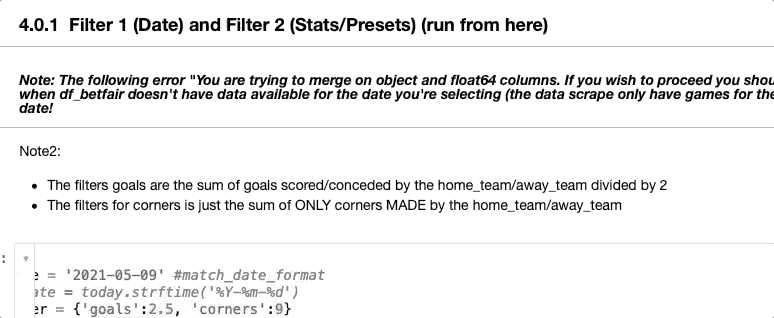 4.0.1 Filter 1 (Date) and Filter 2 (Stats/Presets) (run from here)
Note: The following error "You are trying to merge on object and float64 columns. If you wish to proceed you shou
when df_betfair doesn't have data available for the date you're selecting (the data scrape only have games for the
date!
Note2:
• The filters goals are the sum of goals scored/conceded by the home_team/away_team divided by 2
• The filters for corners is just the sum of ONLY corners MADE by the home_team/away_team
:
e = '2021-05-09' #match_date_format
ate = today.strftime('%Y-%m-%d')
er = {'goals':2.5, 'corners':9}